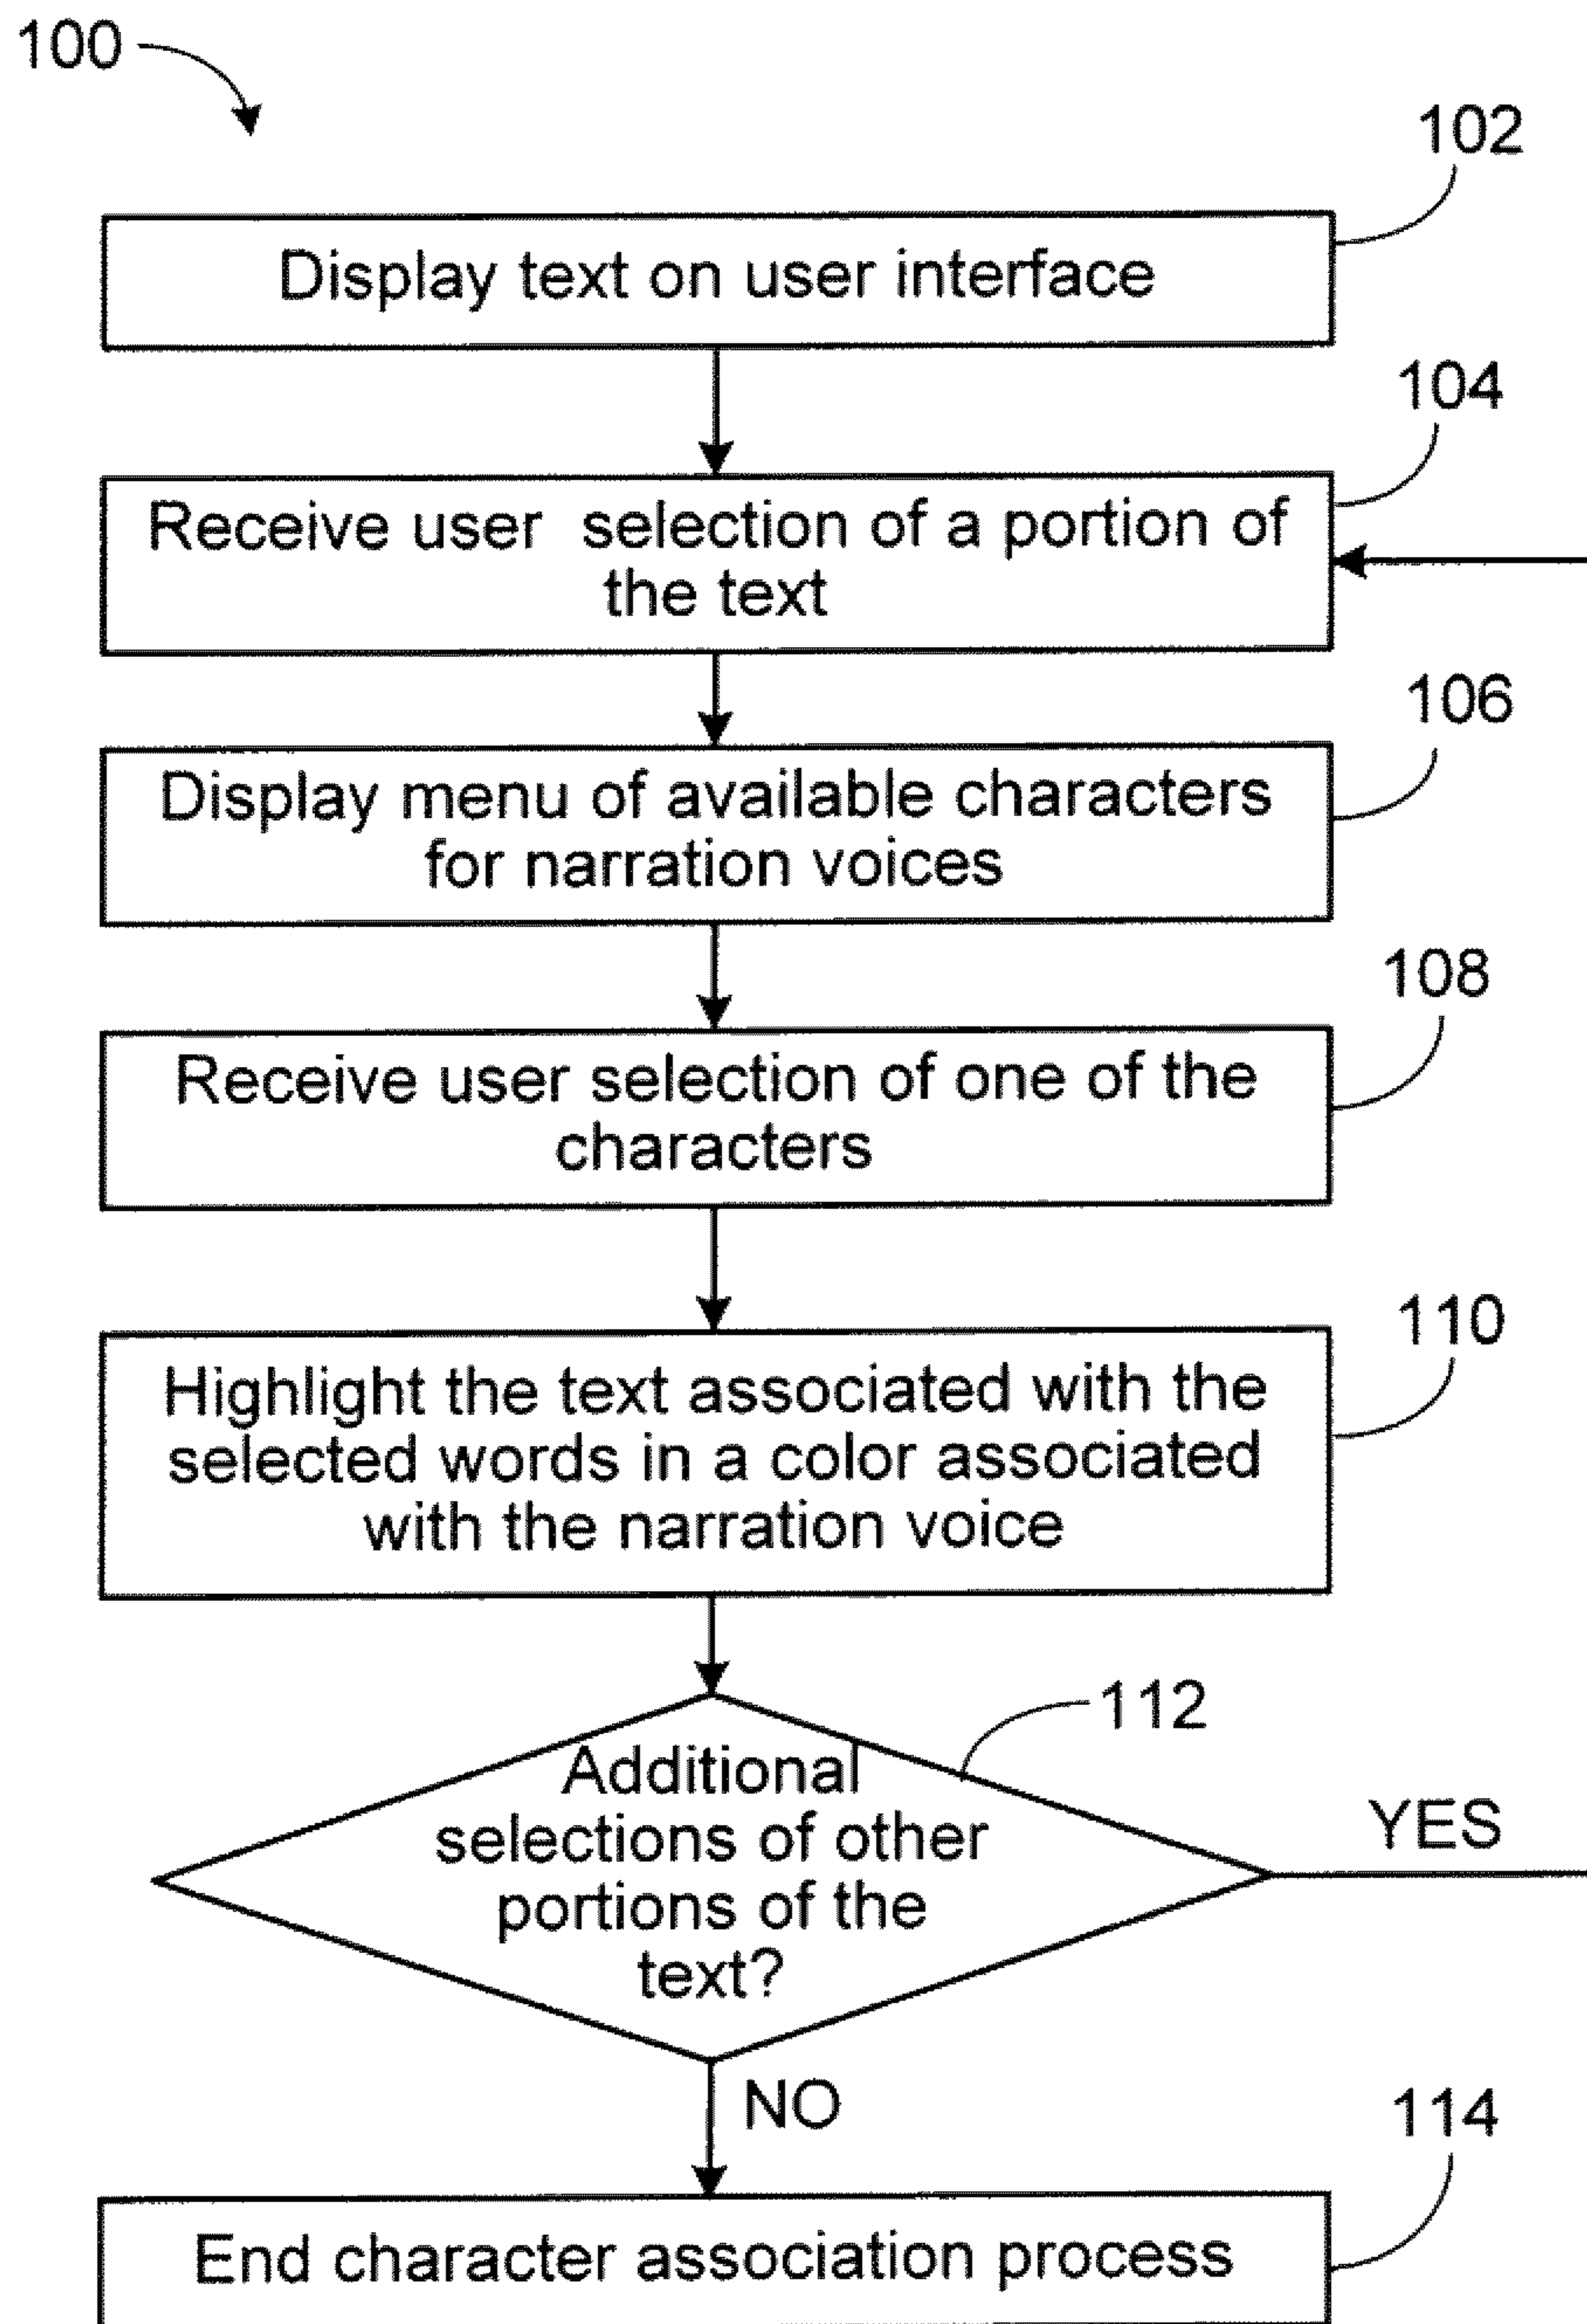 100
102
Display text on user interface
104
Receive user selection of a portion of
the text
106
Display menu of available characters
for narration voices
108
Receive user selection of one of the
characters
110
Highlight the text associated with the
selected words in a color associated
with the narration voice
112
Additional
selections of other
portions of the
text?
YES
NO
114
End character association process